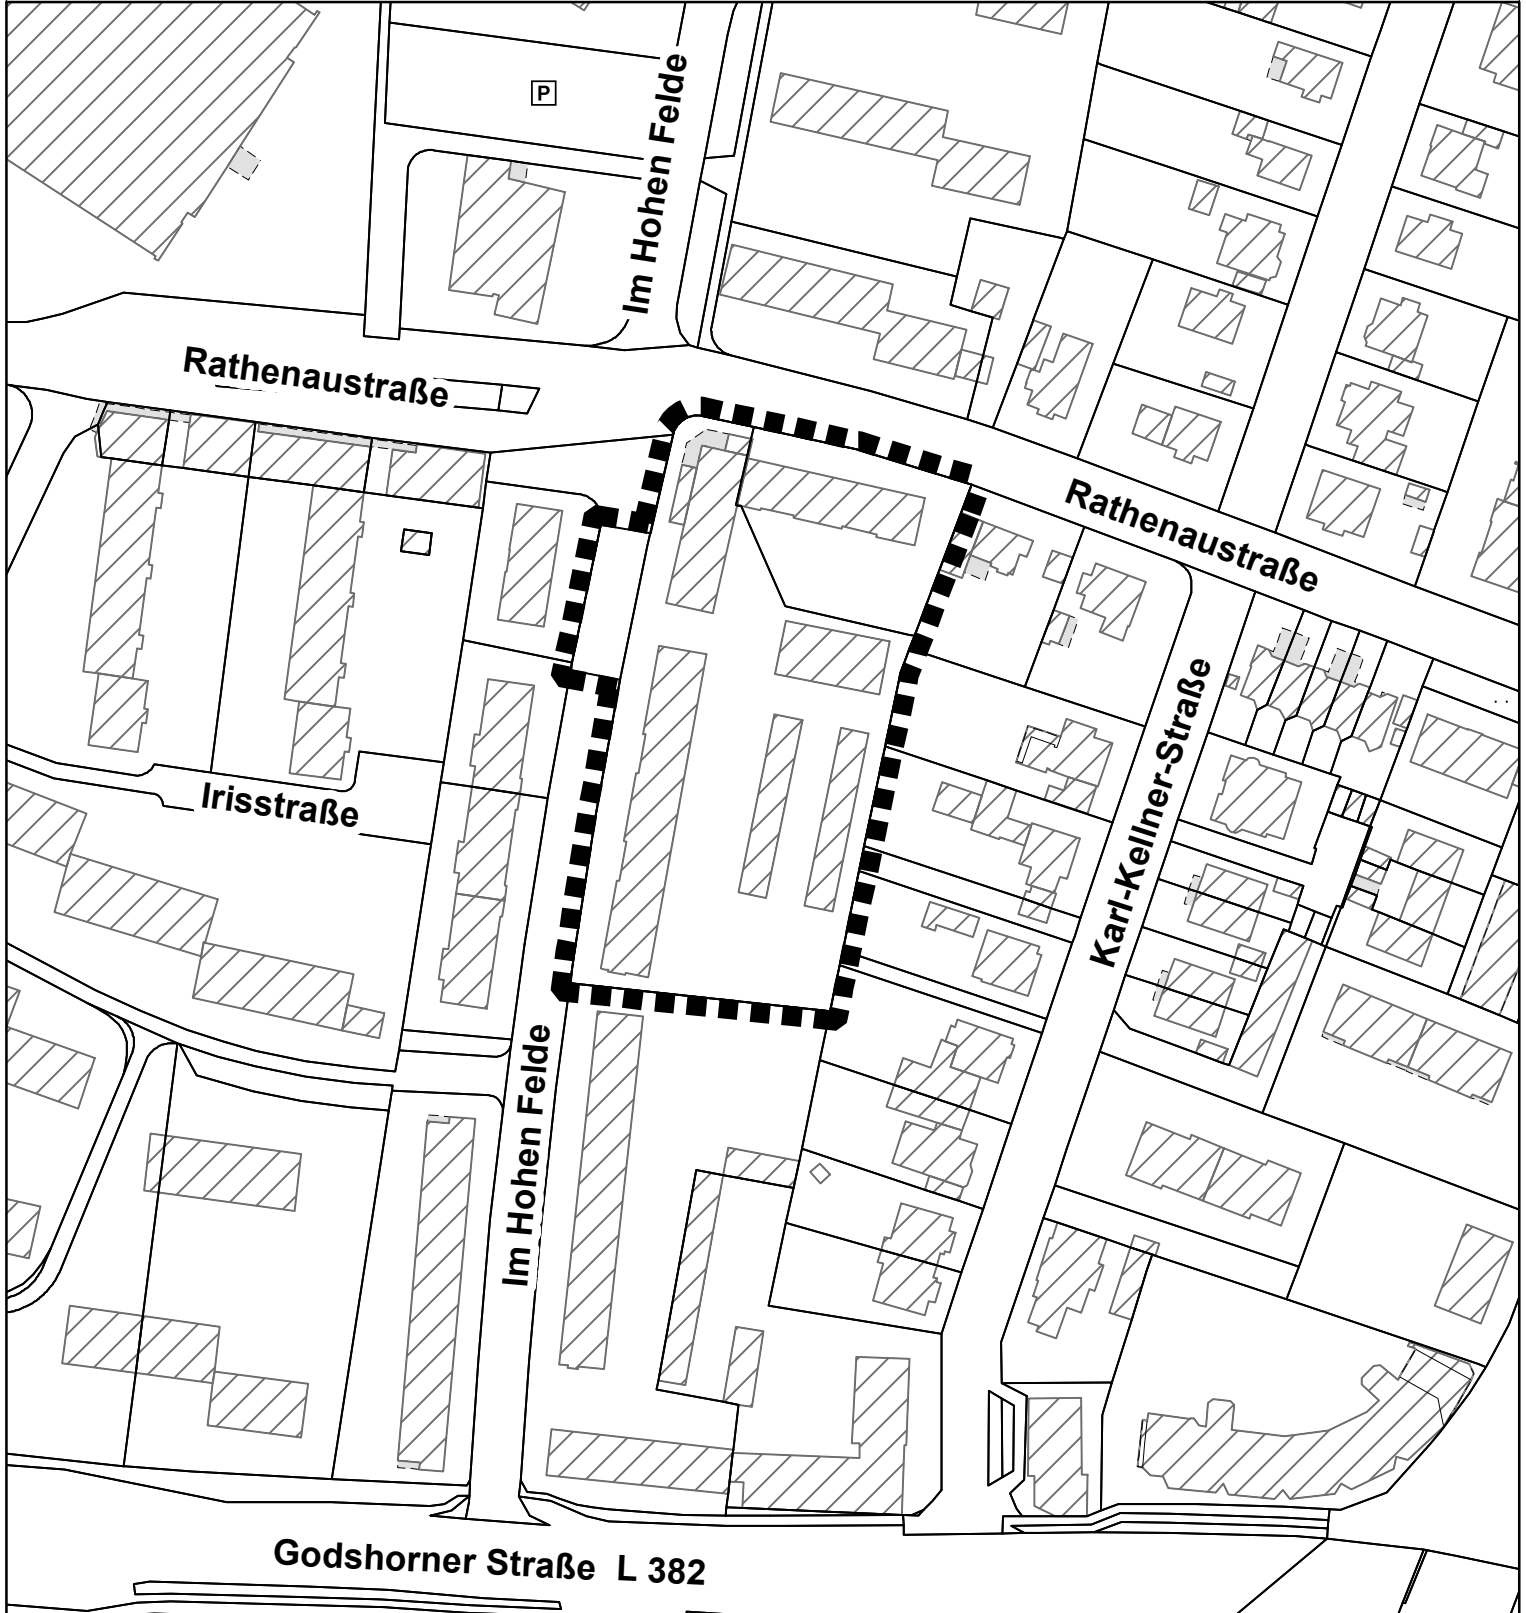 P
Im Hohen Felde
Rathenaustraße
Rathenaustraße
Karl-Kellner-Straße
Irisstraße
Im Hohen Felde
Godshorner Straße L 382